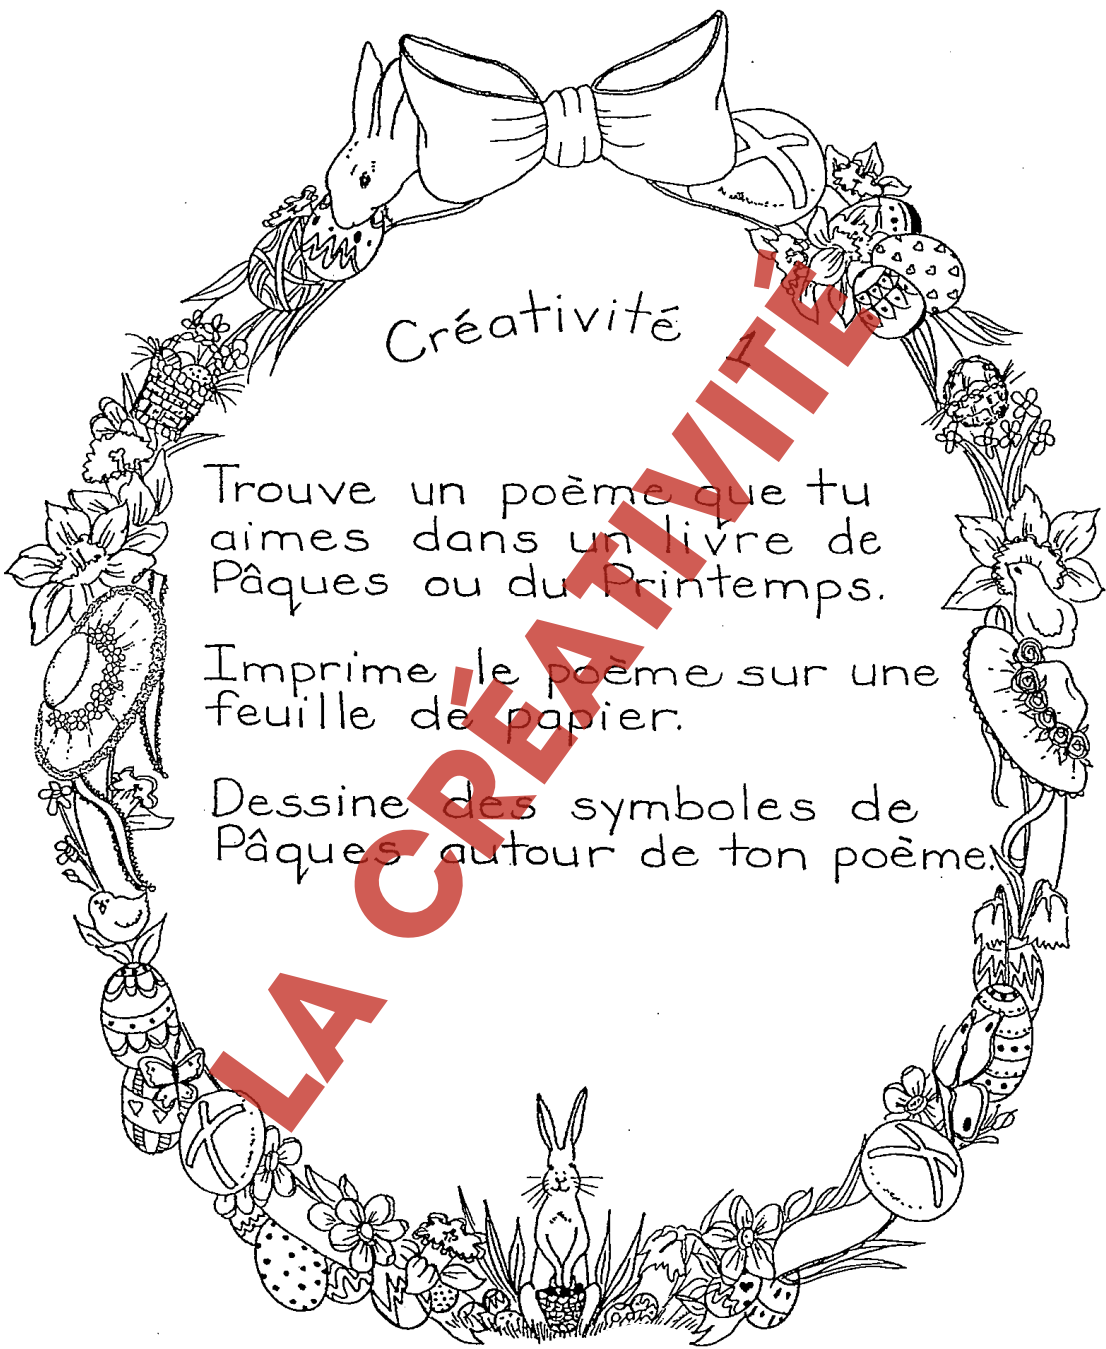 Créativité 1
Trouve un poème que tu
aimes dans un livre de
Pâques ou du Printemps.
Imprime le poème sur une
feuille de papier.
Dessine des symboles de
Pâques autour de ton poème.
LA CRÉATIVITÉ